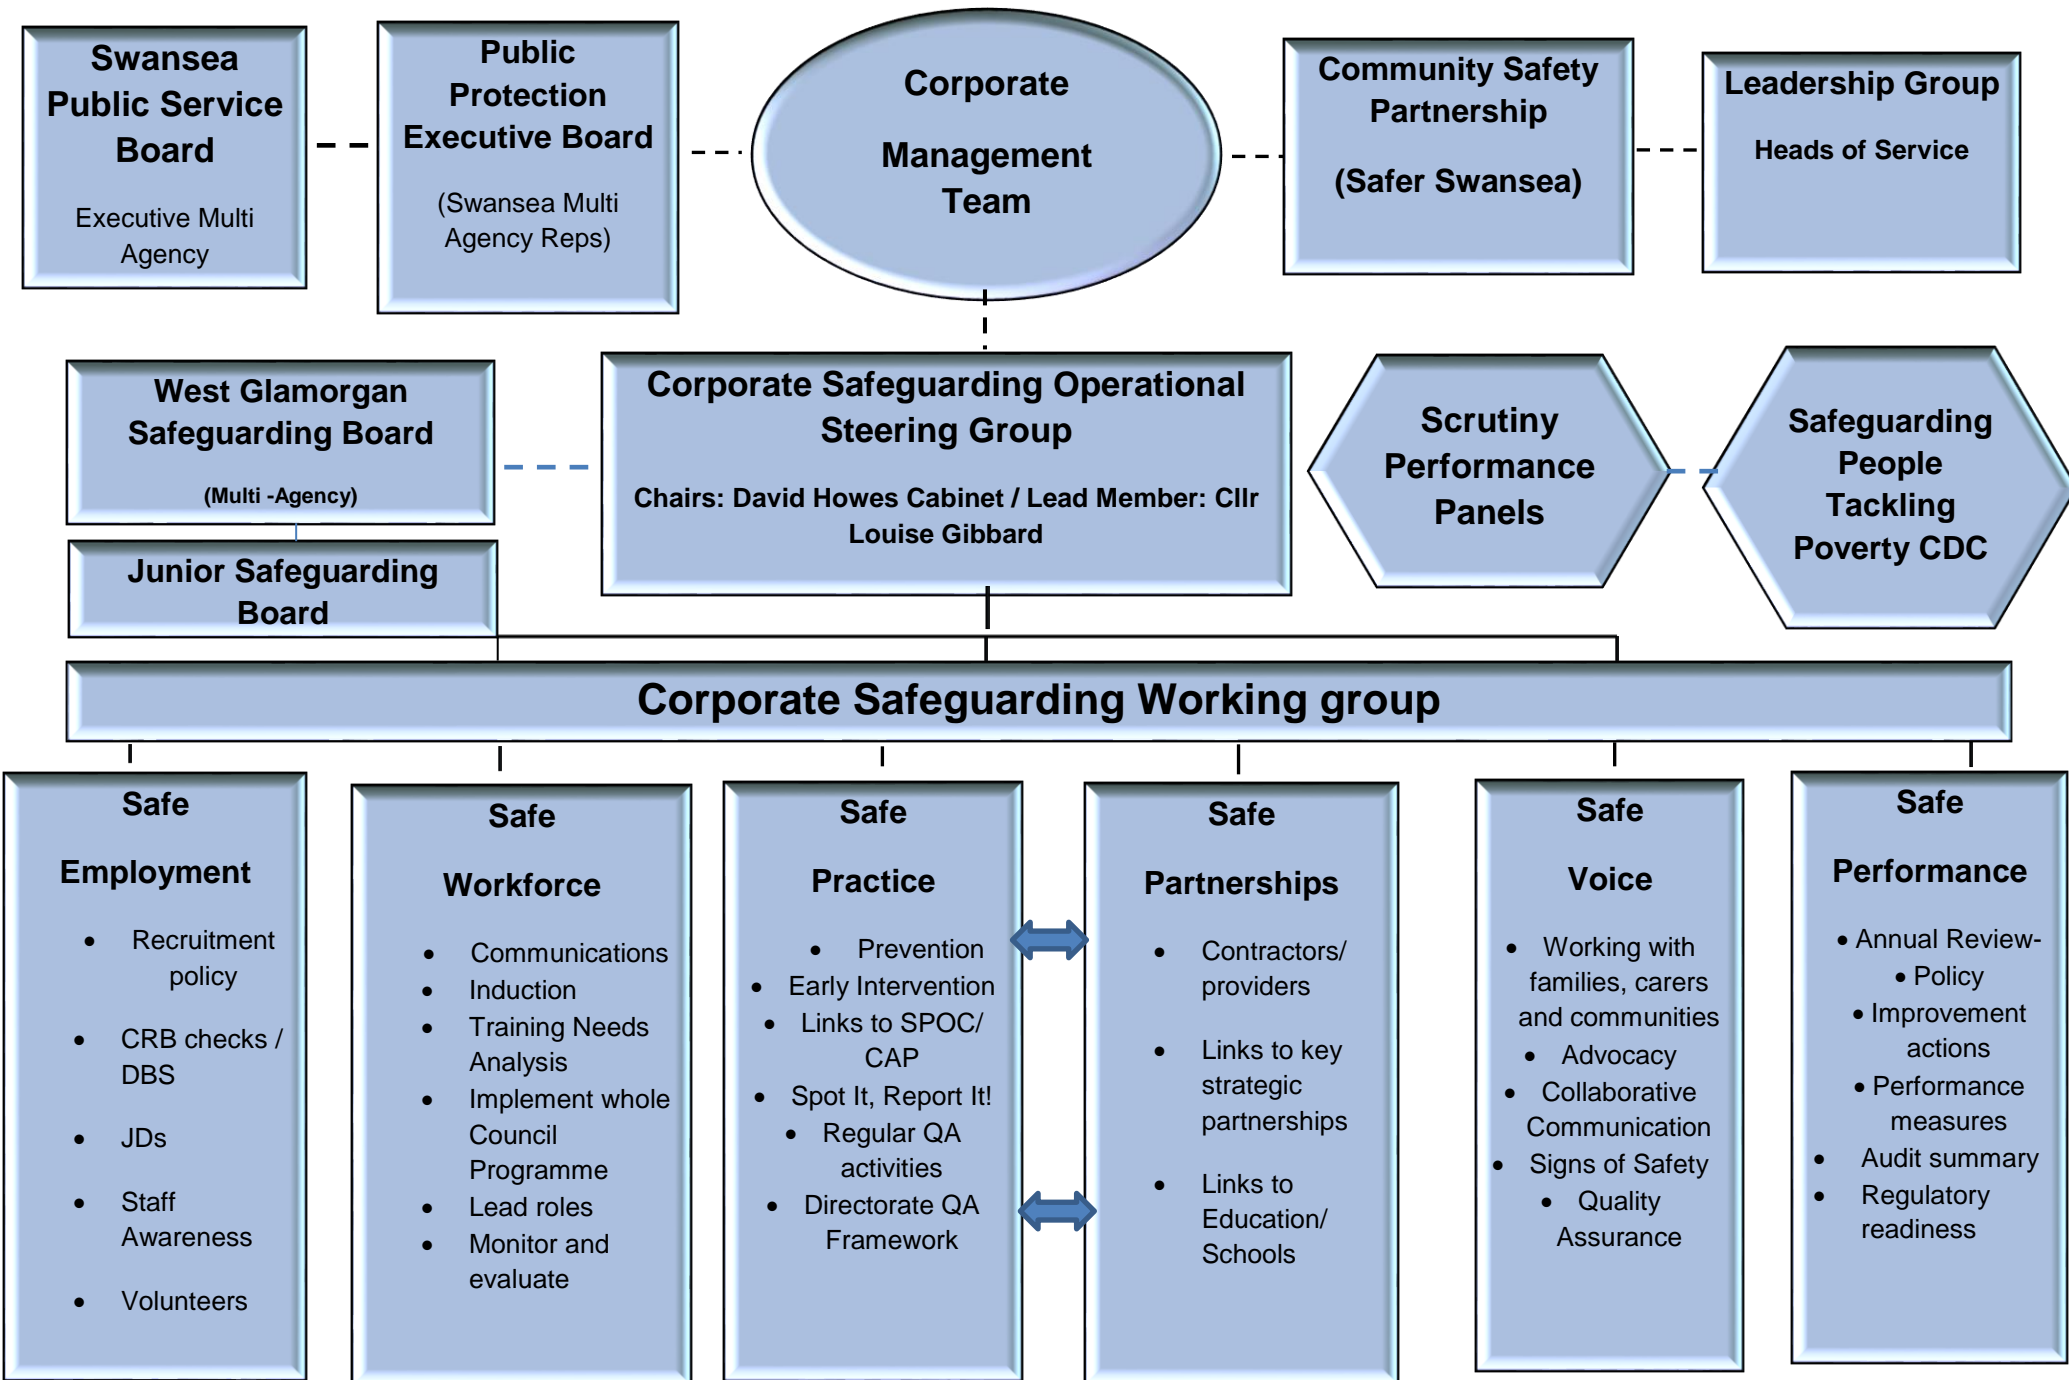 Swansea
Public Service
Board
Executive Multi
Agency
Public
Protection
Executive Board
(Swansea Multi
Agency Reps)
Corporate
Management
Team
Community Safety
Partnership
(Safer Swansea)
Leadership Group
Heads of Service
West Glamorgan
Safeguarding Board
(Multi -Agency)
Junior Safeguarding
Board
Corporate Safeguarding Operational
Steering Group
Chairs: David Howes Cabinet / Lead Member: Cllr
Louise Gibbard
Scrutiny
Performance
Panels
Safeguarding
People
Tackling
Poverty CDC
Corporate Safeguarding Working group
Safe
Employment
• Recruitment
policy
• CRB checks /
DBS
• JDs
• Staff
Awareness
• Volunteers
Safe
Workforce
• Communications
• Induction
• Training Needs
Analysis
• Implement whole
Council
Programme
• Lead roles
• Monitor and
evaluate
Safe
Practice
• Prevention
• Early Intervention
• Links to SPOC/
CAP
• Spot It, Report It!
• Regular QA
activities
• Directorate QA
Framework
Safe
Partnerships
• Contractors/
providers
• Links to key
strategic
partnerships
• Links to
Education/
Schools
Safe
Voice
• Working with
families, carers
and communities
• Advocacy
• Collaborative
Communication
• Signs of Safety
• Quality
Assurance
Safe
Performance
• Annual Review-
• Policy
• Improvement
actions
• Performance
measures
• Audit summary
• Regulatory
readiness